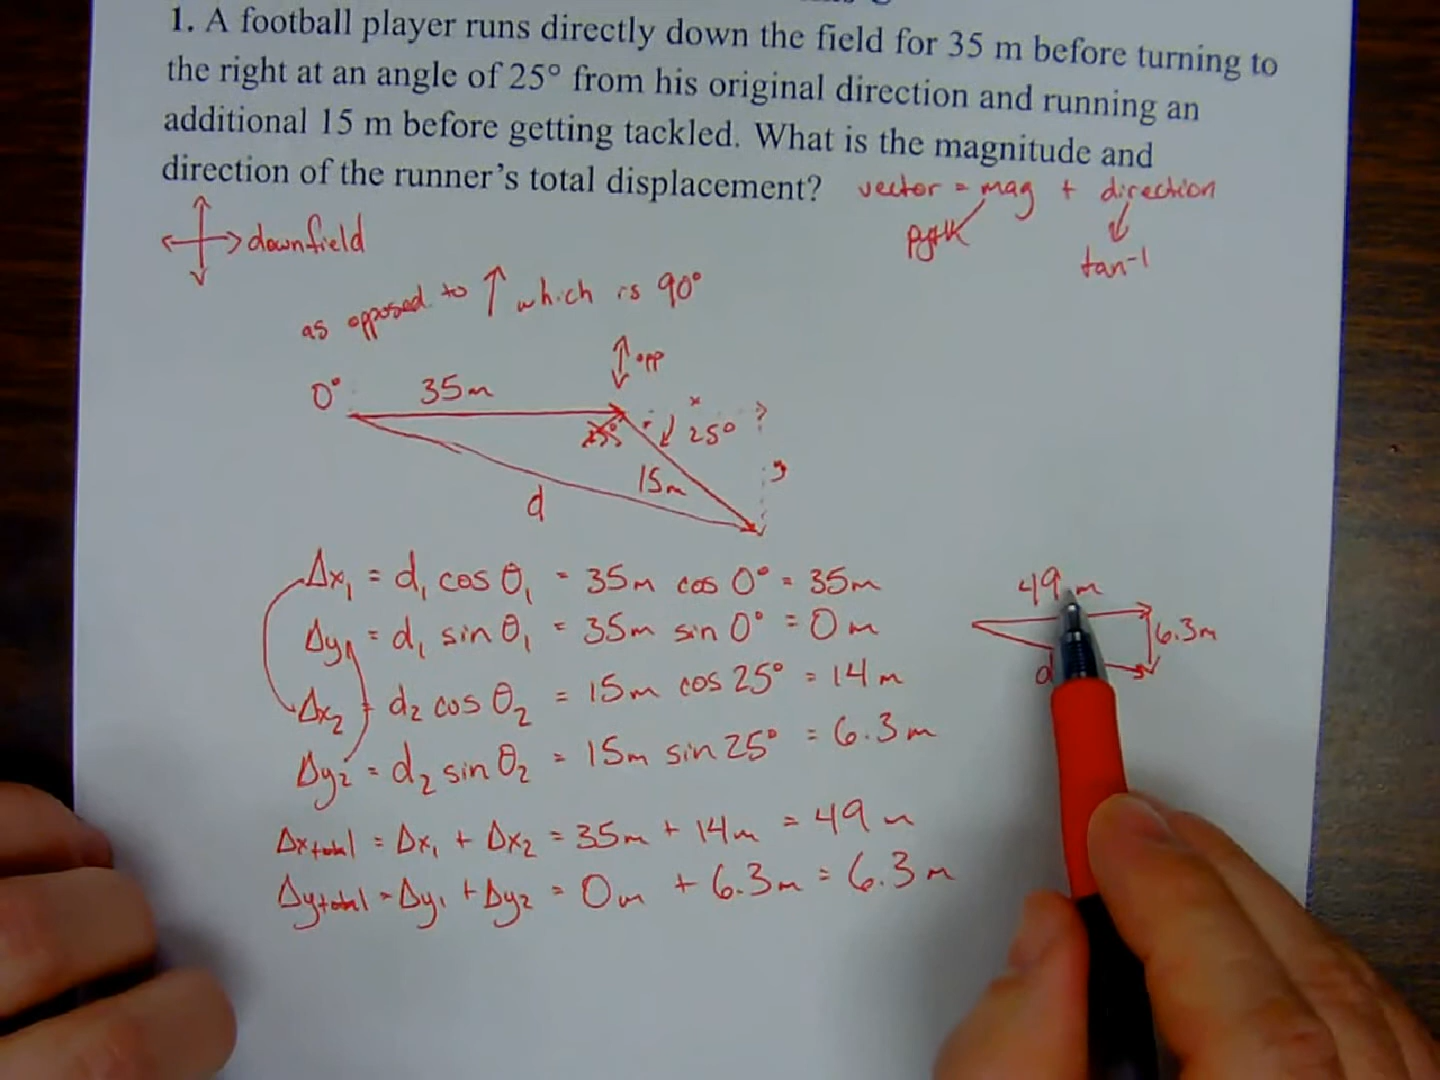 1. A football player runs directly down the field for 35 m before turning to
the right at an angle of 25° from his original direction and running an
additional 15 m before getting tackled. What is the magnitude and
direction of the runner's total displacement?
vector = mag + direction
pyth
tan-1
downfield
as opposed to ↑ which is 90°
opp
0° 35m
x ?
25° 25°
15m y
d
Δx₁ = d₁ cos θ₁ = 35m cos 0° = 35m
Δy₁ = d₁ sin θ₁ = 35m sin 0° = 0m
Δx₂ = d₂ cos θ₂ = 15m cos 25° = 14m
Δy₂ = d₂ sin θ₂ = 15m sin 25° = 6.3m
Δxtotal = Δx₁ + Δx₂ = 35m + 14m = 49m
Δytotal = Δy₁ + Δy₂ = 0m + 6.3m = 6.3m
49m
6.3m
d